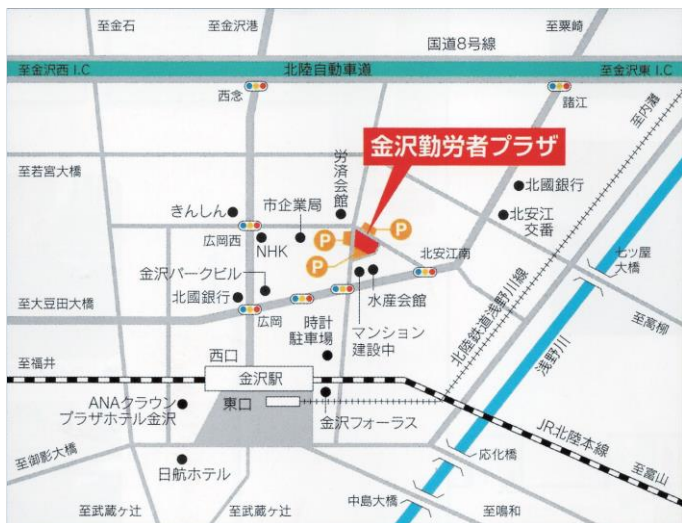 至金石
至金沢港
至粟崎
国道8号線
至金沢西I.C
北陸自動車道
至金沢東I.C
西念
諸江
至内灘
金沢勤労者プラザ
労済会館
至若宮大橋
きんしん
市企業局
北國銀行
北安江
交番
広岡西
NHK
P
P
P
北安江南
七ツ屋
大橋
金沢パークビル
北國銀行
水産会館
至大豆田大橋
広岡
時計
駐車場
マンション
建設中
北陸鉄道浅野川線
浅野川
至高柳
西口
至福井
金沢駅
ANAクラウン
プラザホテル金沢
東口
金沢フォーラス
JR北陸本線
至御影大橋
日航ホテル
応化橋
至富山
中島大橋
至武蔵ヶ辻
至武蔵ヶ辻
至鳴和